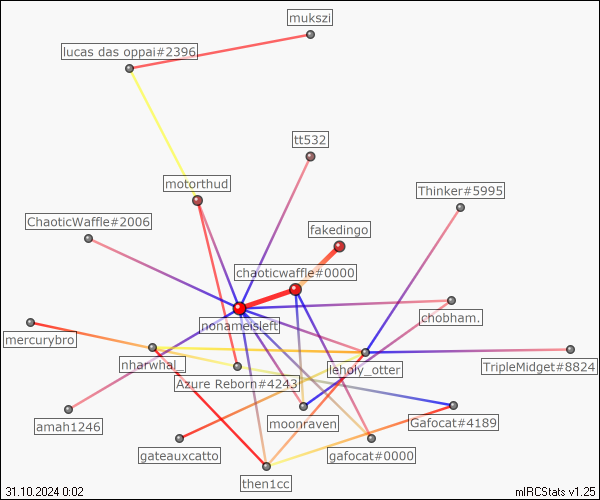 mukszi
lucas das oppai#2396
tt532
motorthud
Thinker#5995
ChaoticWaffle#2006
fakedingo
chaoticwaffle#0000
nonameisleft
chobham.
mercurybro
nharwhal_
leholy_otter
TripleMidget#8824
Azure Reborn#4243
amah1246
moonraven
Gafocat#4189
gateauxcatto
gafocat#0000
then1cc
31.10.2024 0:02
mIRCStats v1.25